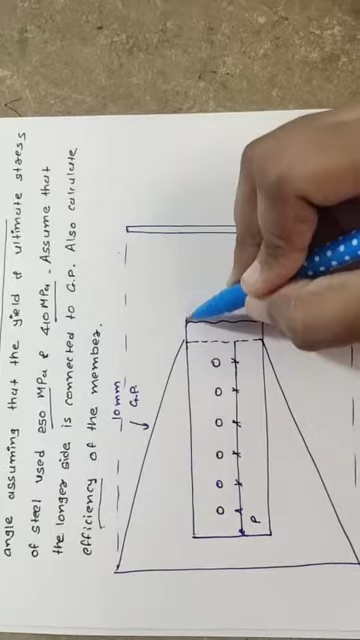 angle assuming that the yield & ultimate stress
of steel used 250 MPa & 410 MPa. Assume that
the longer side is connected to G.P. Also calculate
efficiency of the member.
10mm
G.P.
P